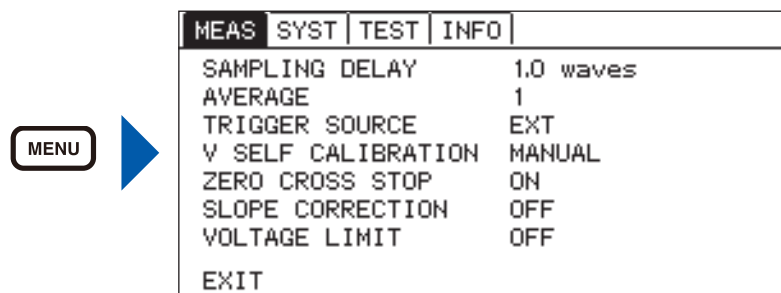 MENU
MEAS SYST TEST INFO
SAMPLING DELAY 1.0 waves
AVERAGE 1
TRIGGER SOURCE EXT
V SELF CALIBRATION MANUAL
ZERO CROSS STOP ON
SLOPE CORRECTION OFF
VOLTAGE LIMIT OFF
EXIT